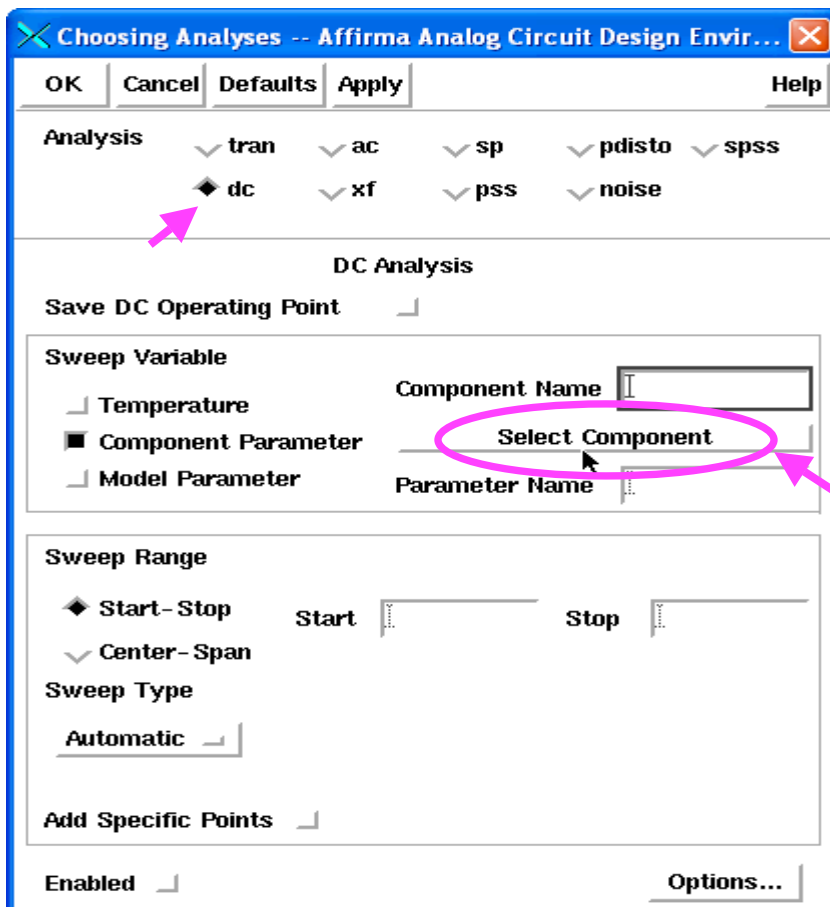 Choosing Analyses -- Affirma Analog Circuit Design Envir...
OK Cancel Defaults Apply Help
Analysis tran ac sp pdisto spss
dc xf pss noise
DC Analysis
Save DC Operating Point
Sweep Variable
Component Name
Temperature
Component Parameter Select Component
Model Parameter Parameter Name
Sweep Range
Start-Stop Start Stop
Center-Span
Sweep Type
Automatic
Add Specific Points
Enabled Options...